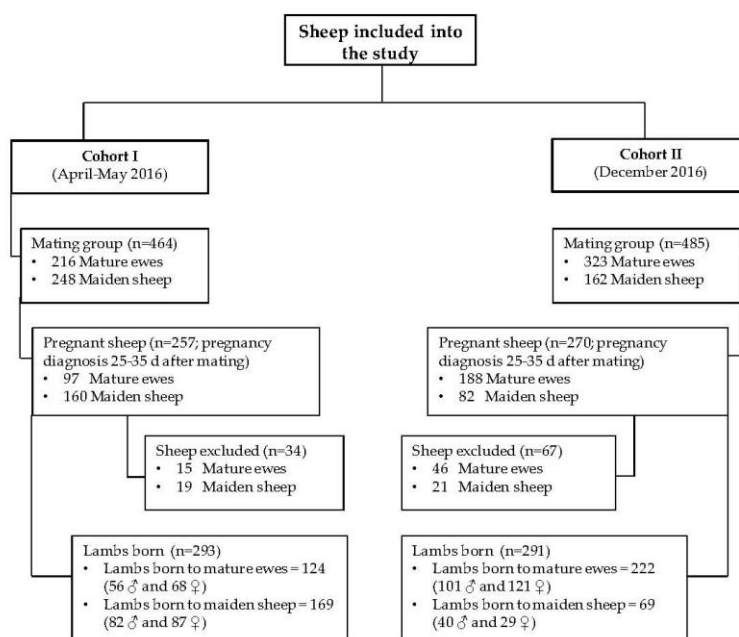 Sheep included into
the study
Cohort I
(April-May 2016)
Cohort II
(December 2016)
Mating group (n=464)
• 216 Mature ewes
• 248 Maiden sheep
Mating group (n=485)
• 323 Mature ewes
• 162 Maiden sheep
Pregnant sheep (n=257; pregnancy
diagnosis 25-35 d after mating)
• 97 Mature ewes
• 160 Maiden sheep
Pregnant sheep (n=270; pregnancy
diagnosis 25-35 d after mating)
• 188 Mature ewes
• 82 Maiden sheep
Sheep excluded (n=34)
• 15 Mature ewes
• 19 Maiden sheep
Sheep excluded (n=67)
• 46 Mature ewes
• 21 Maiden sheep
Lambs born (n=293)
• Lambs born to mature ewes = 124
(56 ♂ and 68 ♀)
• Lambs born to maiden sheep = 169
(82 ♂ and 87 ♀)
Lambs born (n=291)
• Lambs born to mature ewes = 222
(101 ♂ and 121 ♀)
• Lambs born to maiden sheep = 69
(40 ♂ and 29 ♀)